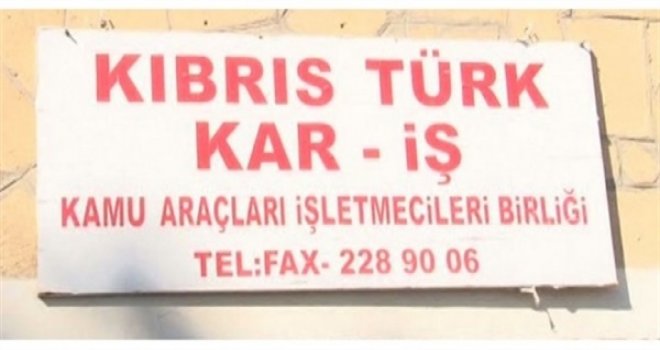 KIBRIS TÜRK
KAR - İŞ
KAMU ARAÇLARI İŞLETMECİLERİ BİRLİĞİ
TEL:FAX- 228 90 06